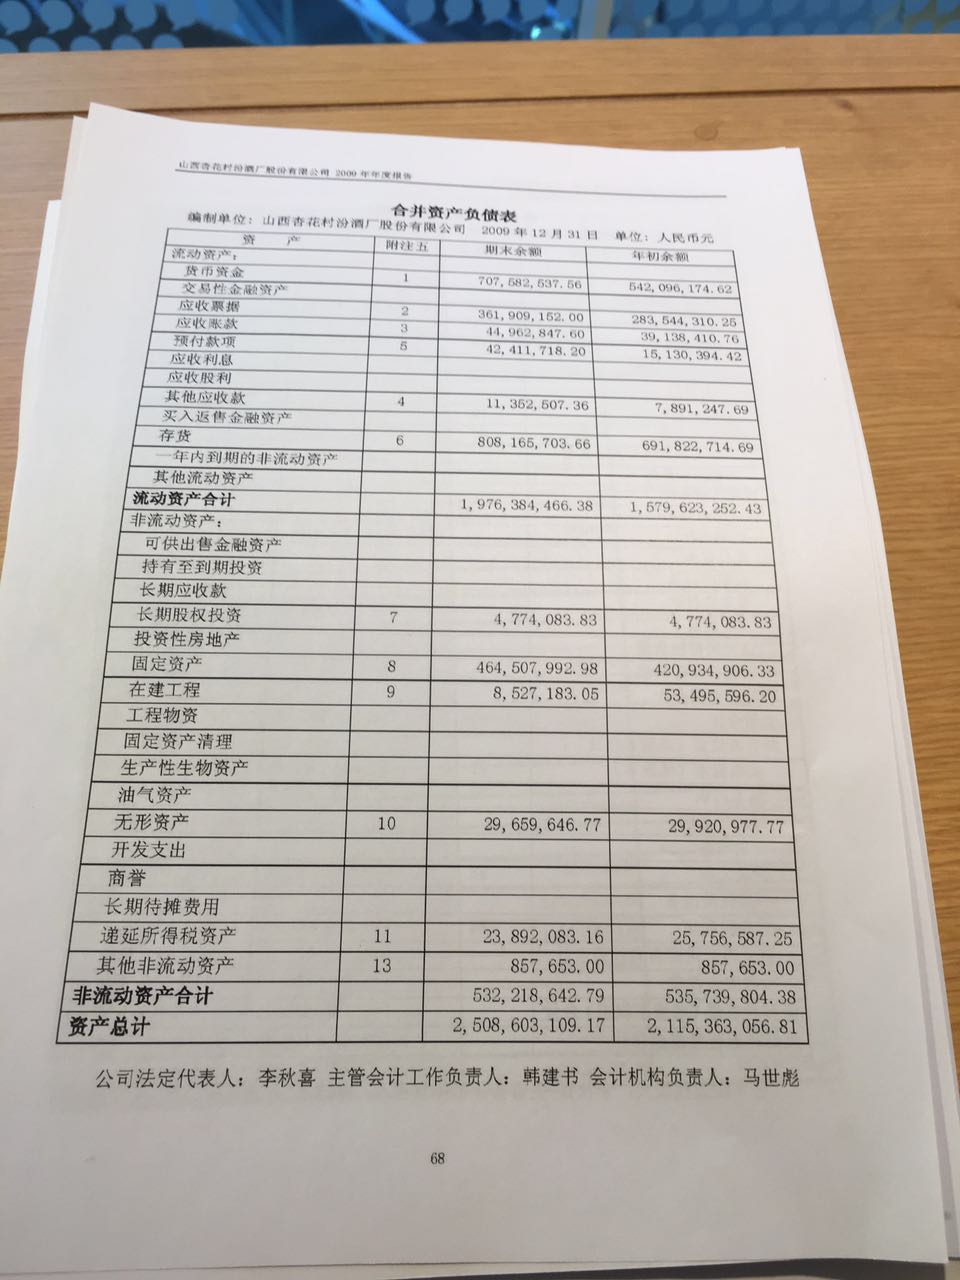 山西杏花村汾酒厂股份有限公司 2009 年年度报告
合并资产负债表
编制单位：山西杏花村汾酒厂股份有限公司 2009 年 12 月 31 日 单位：人民币元
资 产 附注五 期末余额 年初余额
流动资产：
货币资金 1 707,582,537.56 542,096,174.62
交易性金融资产
应收票据 2 361,909,152.00 283,544,310.25
应收账款 3 44,962,847.60 39,138,410.76
预付款项 5 42,411,718.20 15,130,394.42
应收利息
应收股利
其他应收款 4 11,352,507.36 7,891,247.69
买入返售金融资产
存货 6 808,165,703.66 691,822,714.69
一年内到期的非流动资产
其他流动资产
流动资产合计 1,976,384,466.38 1,579,623,252.43
非流动资产：
可供出售金融资产
持有至到期投资
长期应收款
长期股权投资 7 4,774,083.83 4,774,083.83
投资性房地产
固定资产 8 464,507,992.98 420,934,906.33
在建工程 9 8,527,183.05 53,495,596.20
工程物资
固定资产清理
生产性生物资产
油气资产
无形资产 10 29,659,646.77 29,920,977.77
开发支出
商誉
长期待摊费用
递延所得税资产 11 23,892,083.16 25,756,587.25
其他非流动资产 13 857,653.00 857,653.00
非流动资产合计 532,218,642.79 535,739,804.38
资产总计 2,508,603,109.17 2,115,363,056.81
公司法定代表人：李秋喜 主管会计工作负责人：韩建书 会计机构负责人：马世彪
68